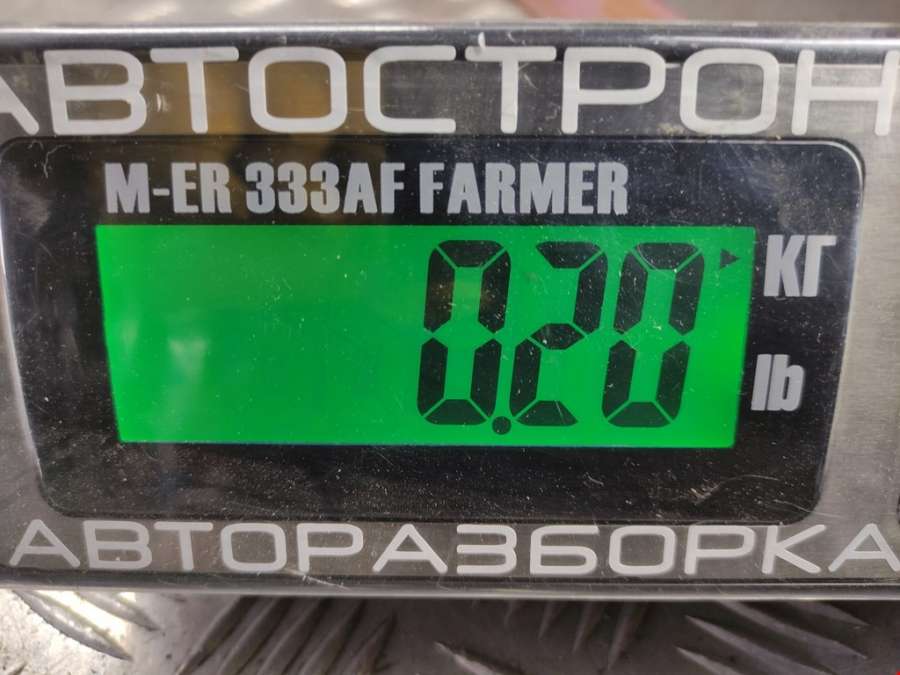 АВТОСТРОН
M-ER 333AF FARMER
0.20
КГ
lb
АВТОРАЗБОРКА